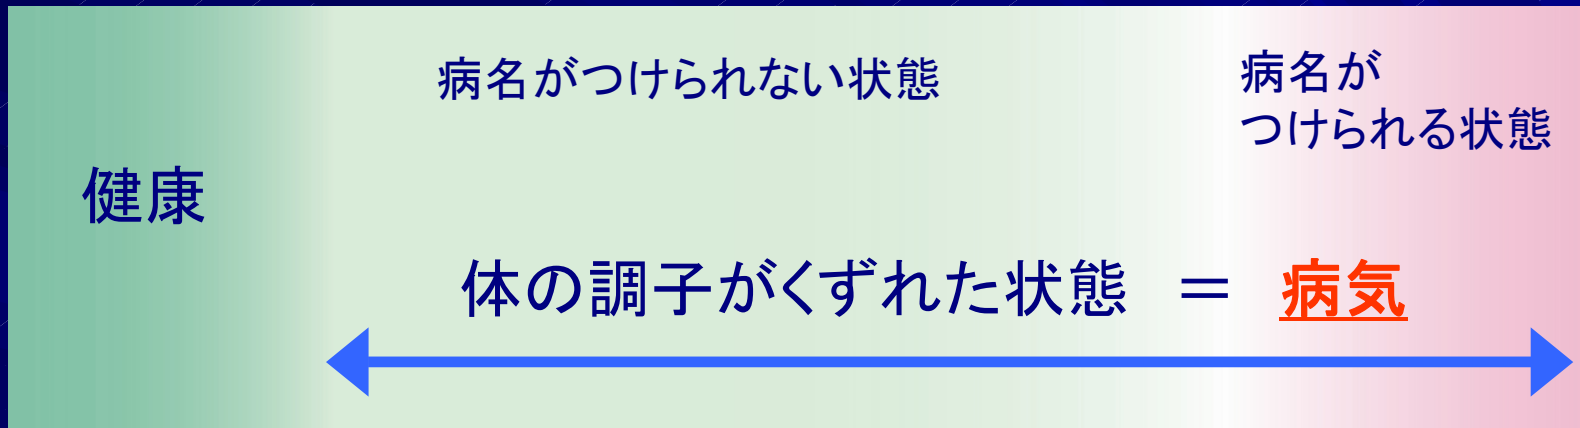 病名がつけられない状態
病名が
つけられる状態
健康
体の調子がくずれた状態 = 病気